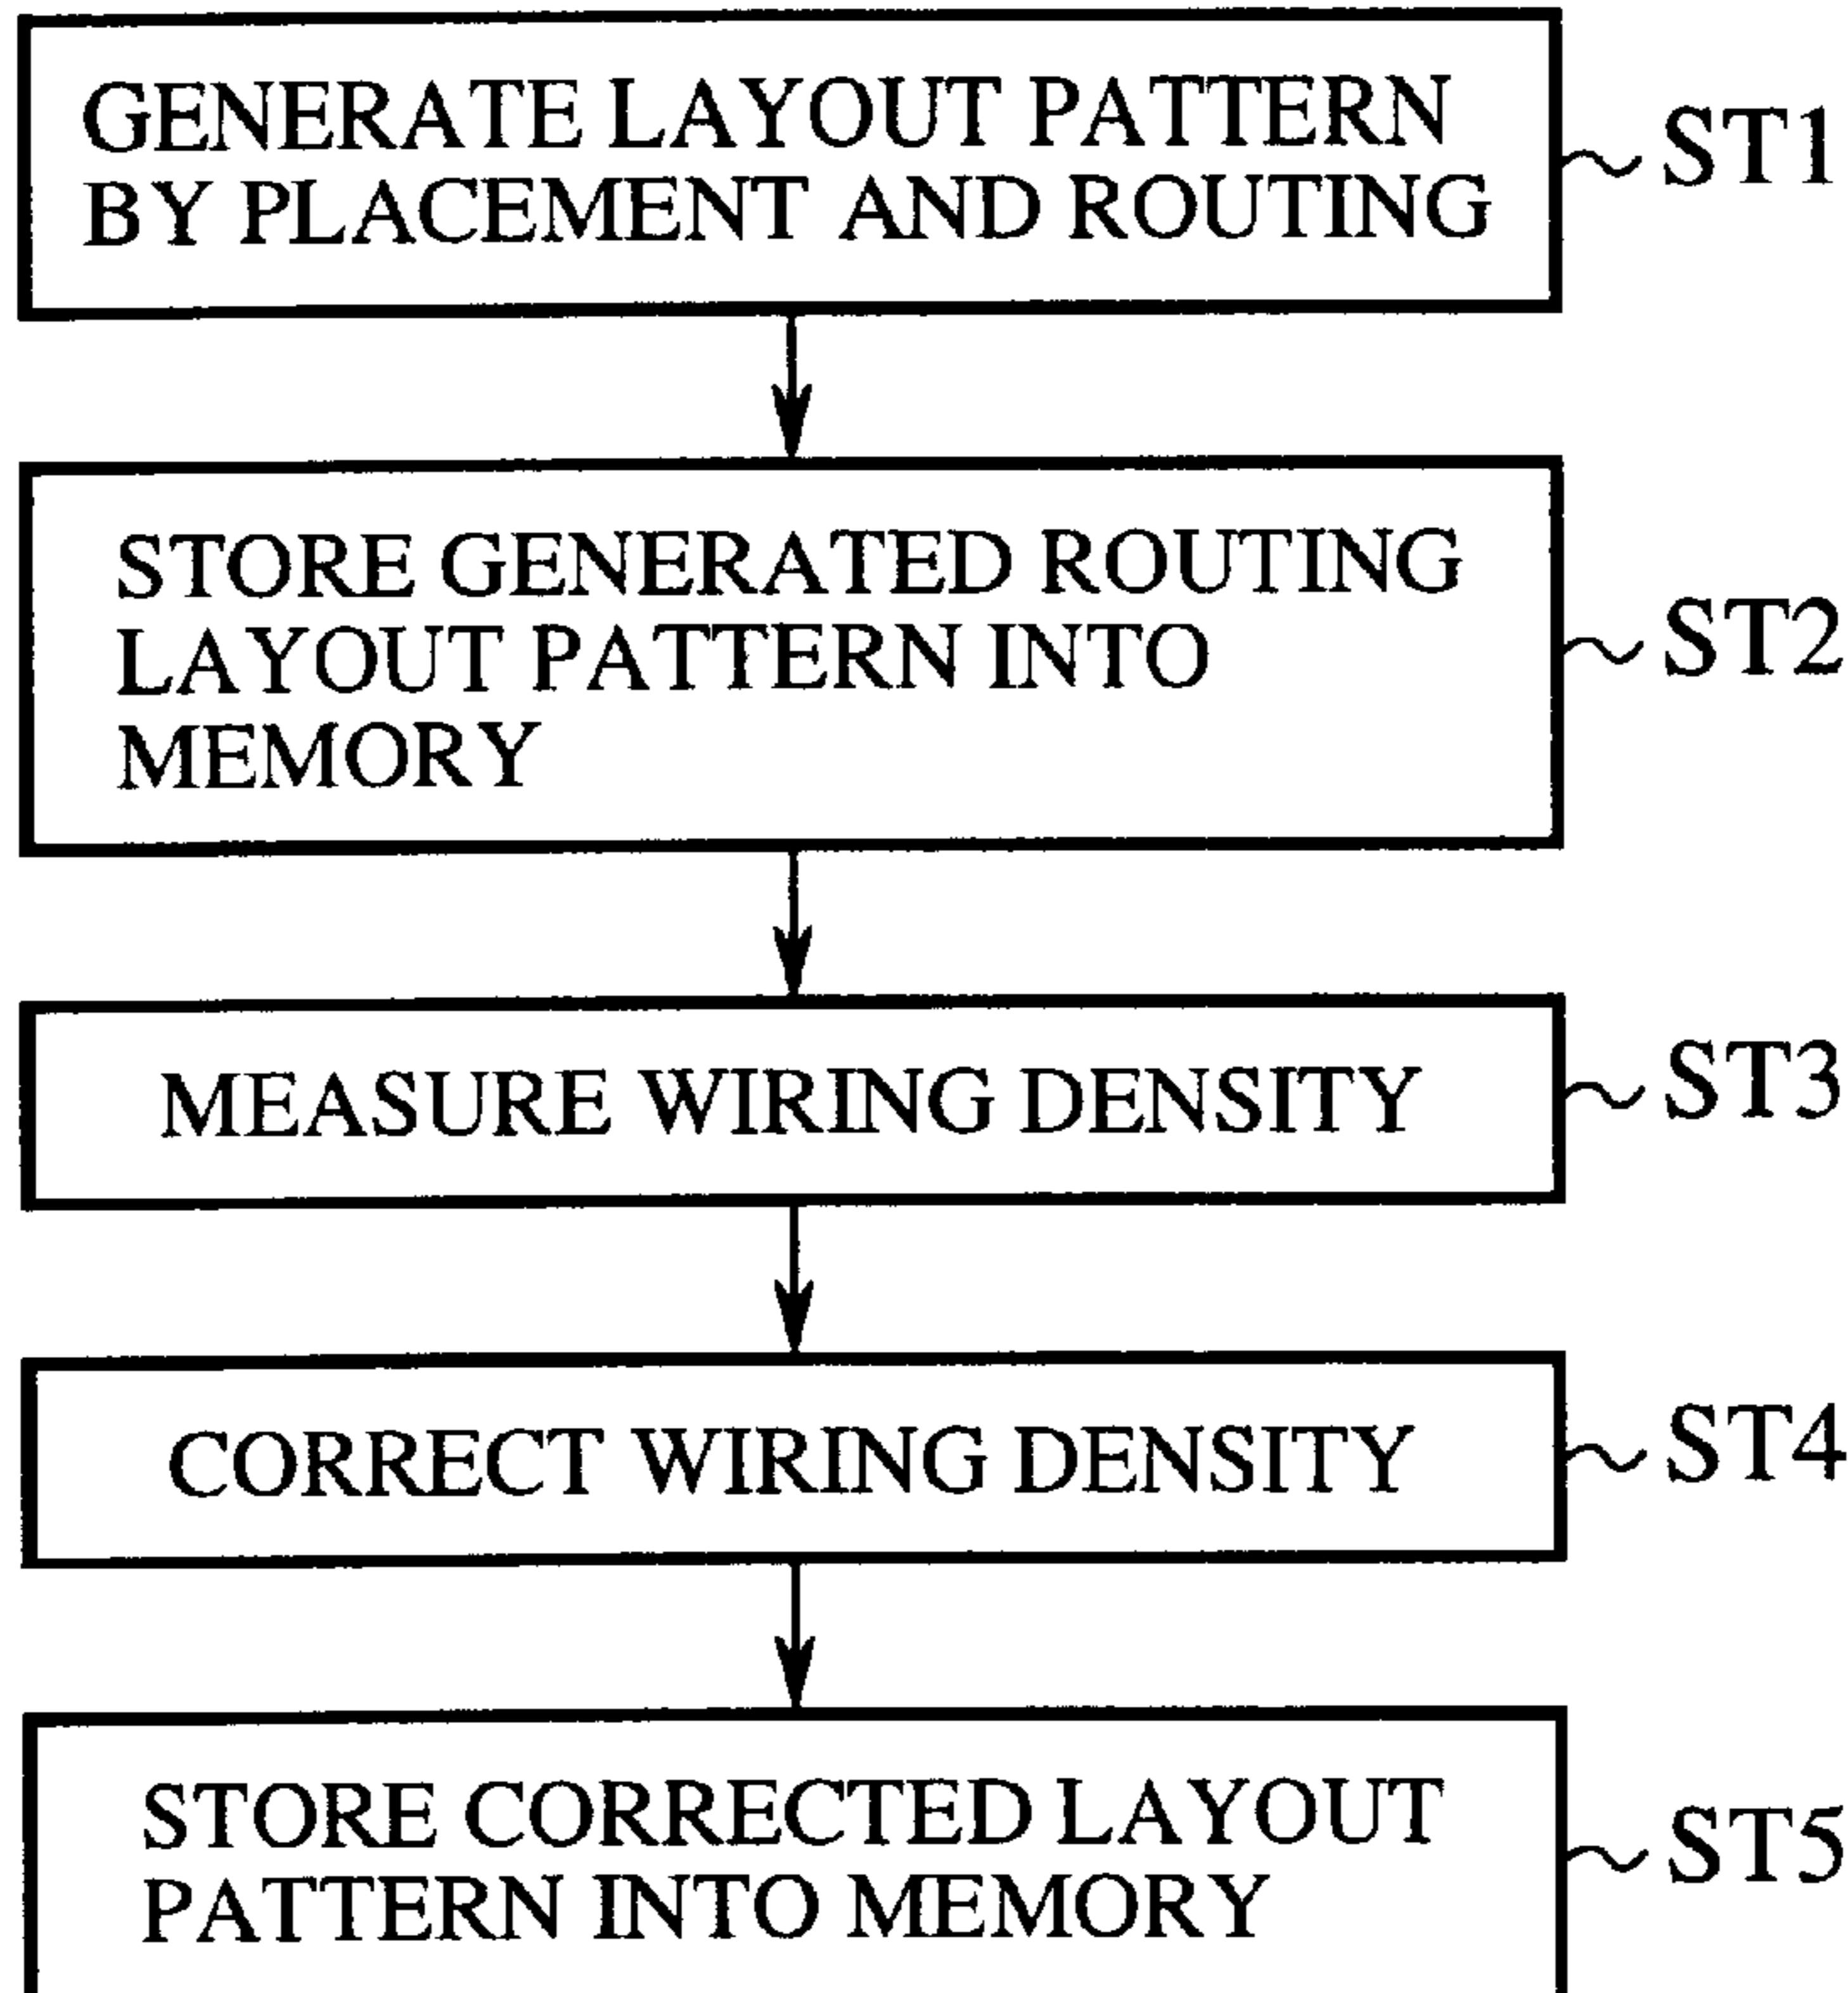 GENERATE LAYOUT PATTERN
BY PLACEMENT AND ROUTING
ST1
STORE GENERATED ROUTING
LAYOUT PATTERN INTO
MEMORY
ST2
MEASURE WIRING DENSITY
ST3
CORRECT WIRING DENSITY
ST4
STORE CORRECTED LAYOUT
PATTERN INTO MEMORY
ST5